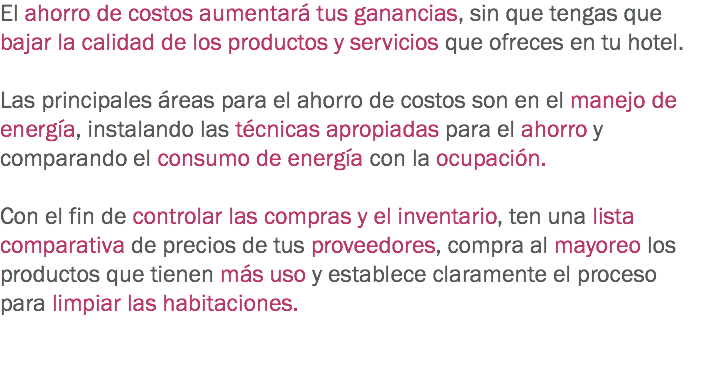 El ahorro de costos aumentará tus ganancias, sin que tengas que
bajar la calidad de los productos y servicios que ofreces en tu hotel.
Las principales áreas para el ahorro de costos son en el manejo de
energía, instalando las técnicas apropiadas para el ahorro y
comparando el consumo de energía con la ocupación.
Con el fin de controlar las compras y el inventario, ten una lista
comparativa de precios de tus proveedores, compra al mayoreo los
productos que tienen más uso y establece claramente el proceso
para limpiar las habitaciones.